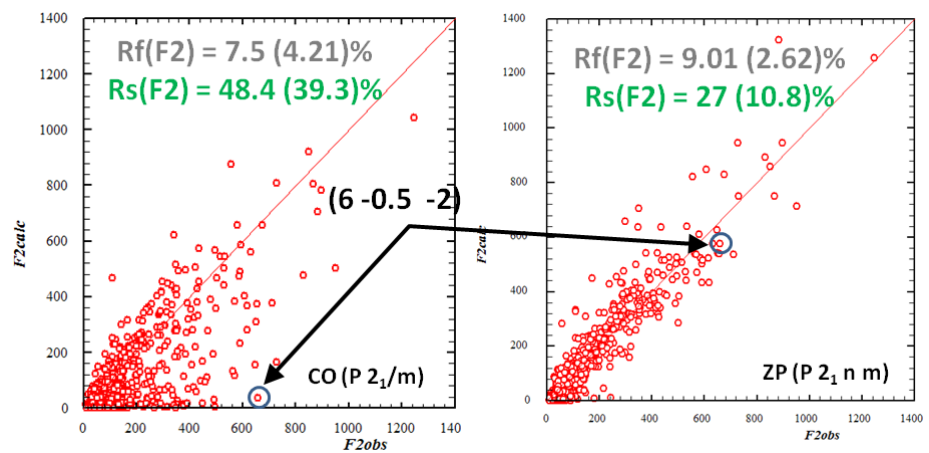 1400
1200
1000
800
600
400
200
0
F2calc
Rf(F2) = 7.5 (4.21)%
Rs(F2) = 48.4 (39.3)%
CO (P 2₁/m)
0 200 400 600 800 1000 1200 140
F2obs
(6 -0.5 -2)
1400
1200
1000
800
600
400
200
0
F2calc
Rf(F2) = 9.01 (2.62)%
Rs(F2) = 27 (10.8)%
ZP (P 2₁ n m)
0 200 400 600 800 1000 1200 1400
F2obs